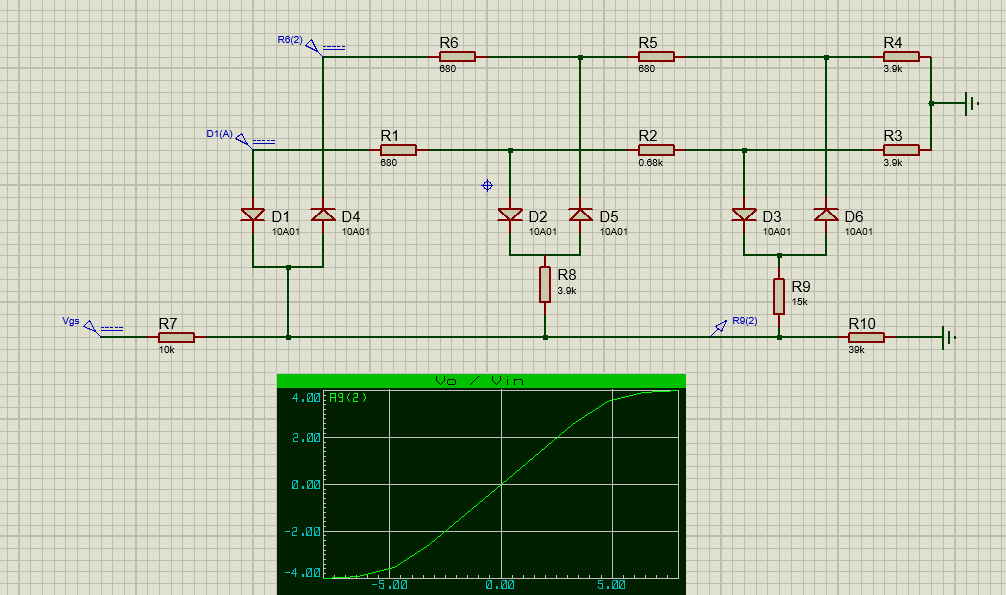 R6(2)
R6
680
R5
680
R4
3.9k
D1(A)
R1
680
R2
0.68k
R3
3.9k
D1
10A01
D4
10A01
D2
10A01
D5
10A01
D3
10A01
D6
10A01
R8
3.9k
R9
15k
Vgs
R7
10k
R9(2)
R10
39k
Vo / Vin
R9(2)
4.00
2.00
0.00
-2.00
-4.00
-5.00 0.00 5.00